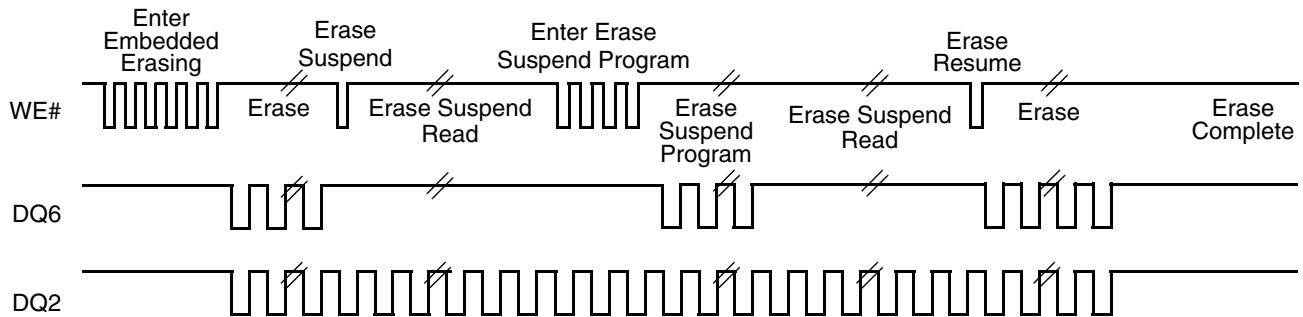 Enter
Embedded
Erasing
Erase
Suspend
Enter Erase
Suspend Program
Erase
Resume
WE#
Erase
Erase Suspend
Read
Erase
Suspend
Program
Erase Suspend
Read
Erase
Erase
Complete
DQ6
DQ2